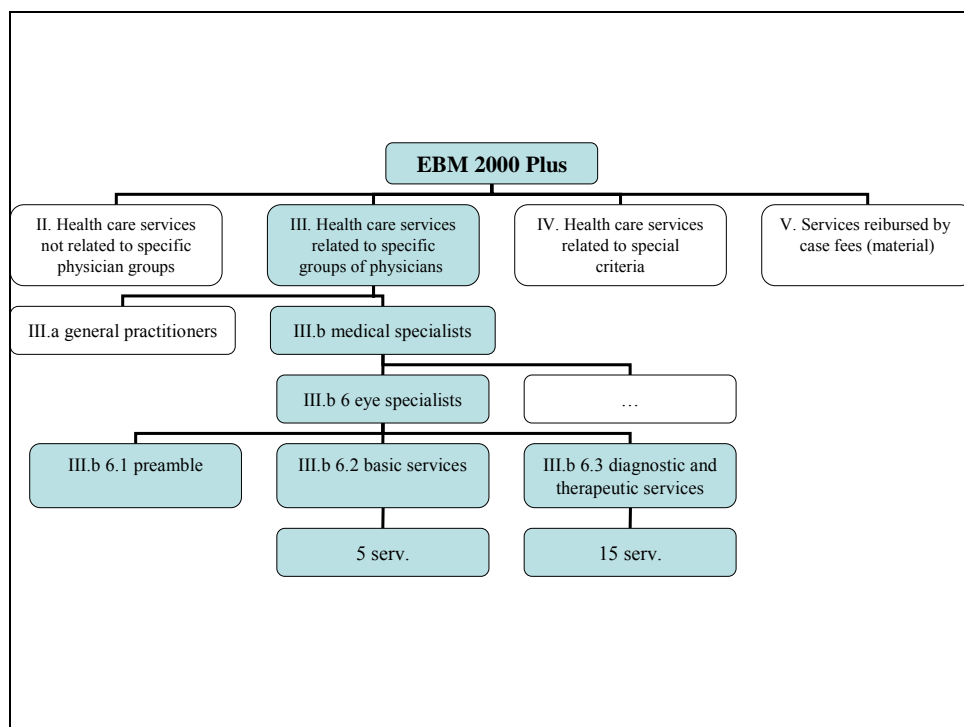 EBM 2000 Plus
II. Health care services
not related to specific
physician groups
III. Health care services
related to specific
groups of physicians
IV. Health care services
related to special
criteria
V. Services reibursed by
case fees (material)
III.a general practitioners
III.b medical specialists
III.b 6 eye specialists
…
III.b 6.1 preamble
III.b 6.2 basic services
III.b 6.3 diagnostic and
therapeutic services
5 serv.
15 serv.